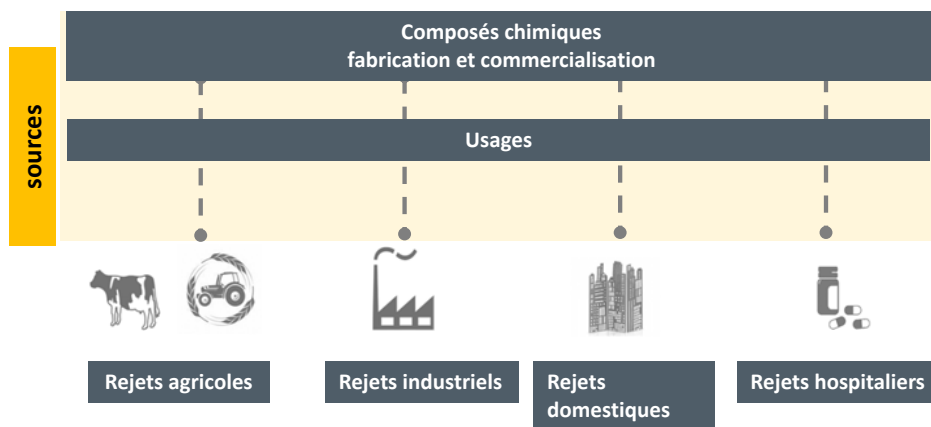 Composés chimiques
fabrication et commercialisation
sources
Usages
Rejets agricoles
Rejets industriels
Rejets
domestiques
Rejets hospitaliers